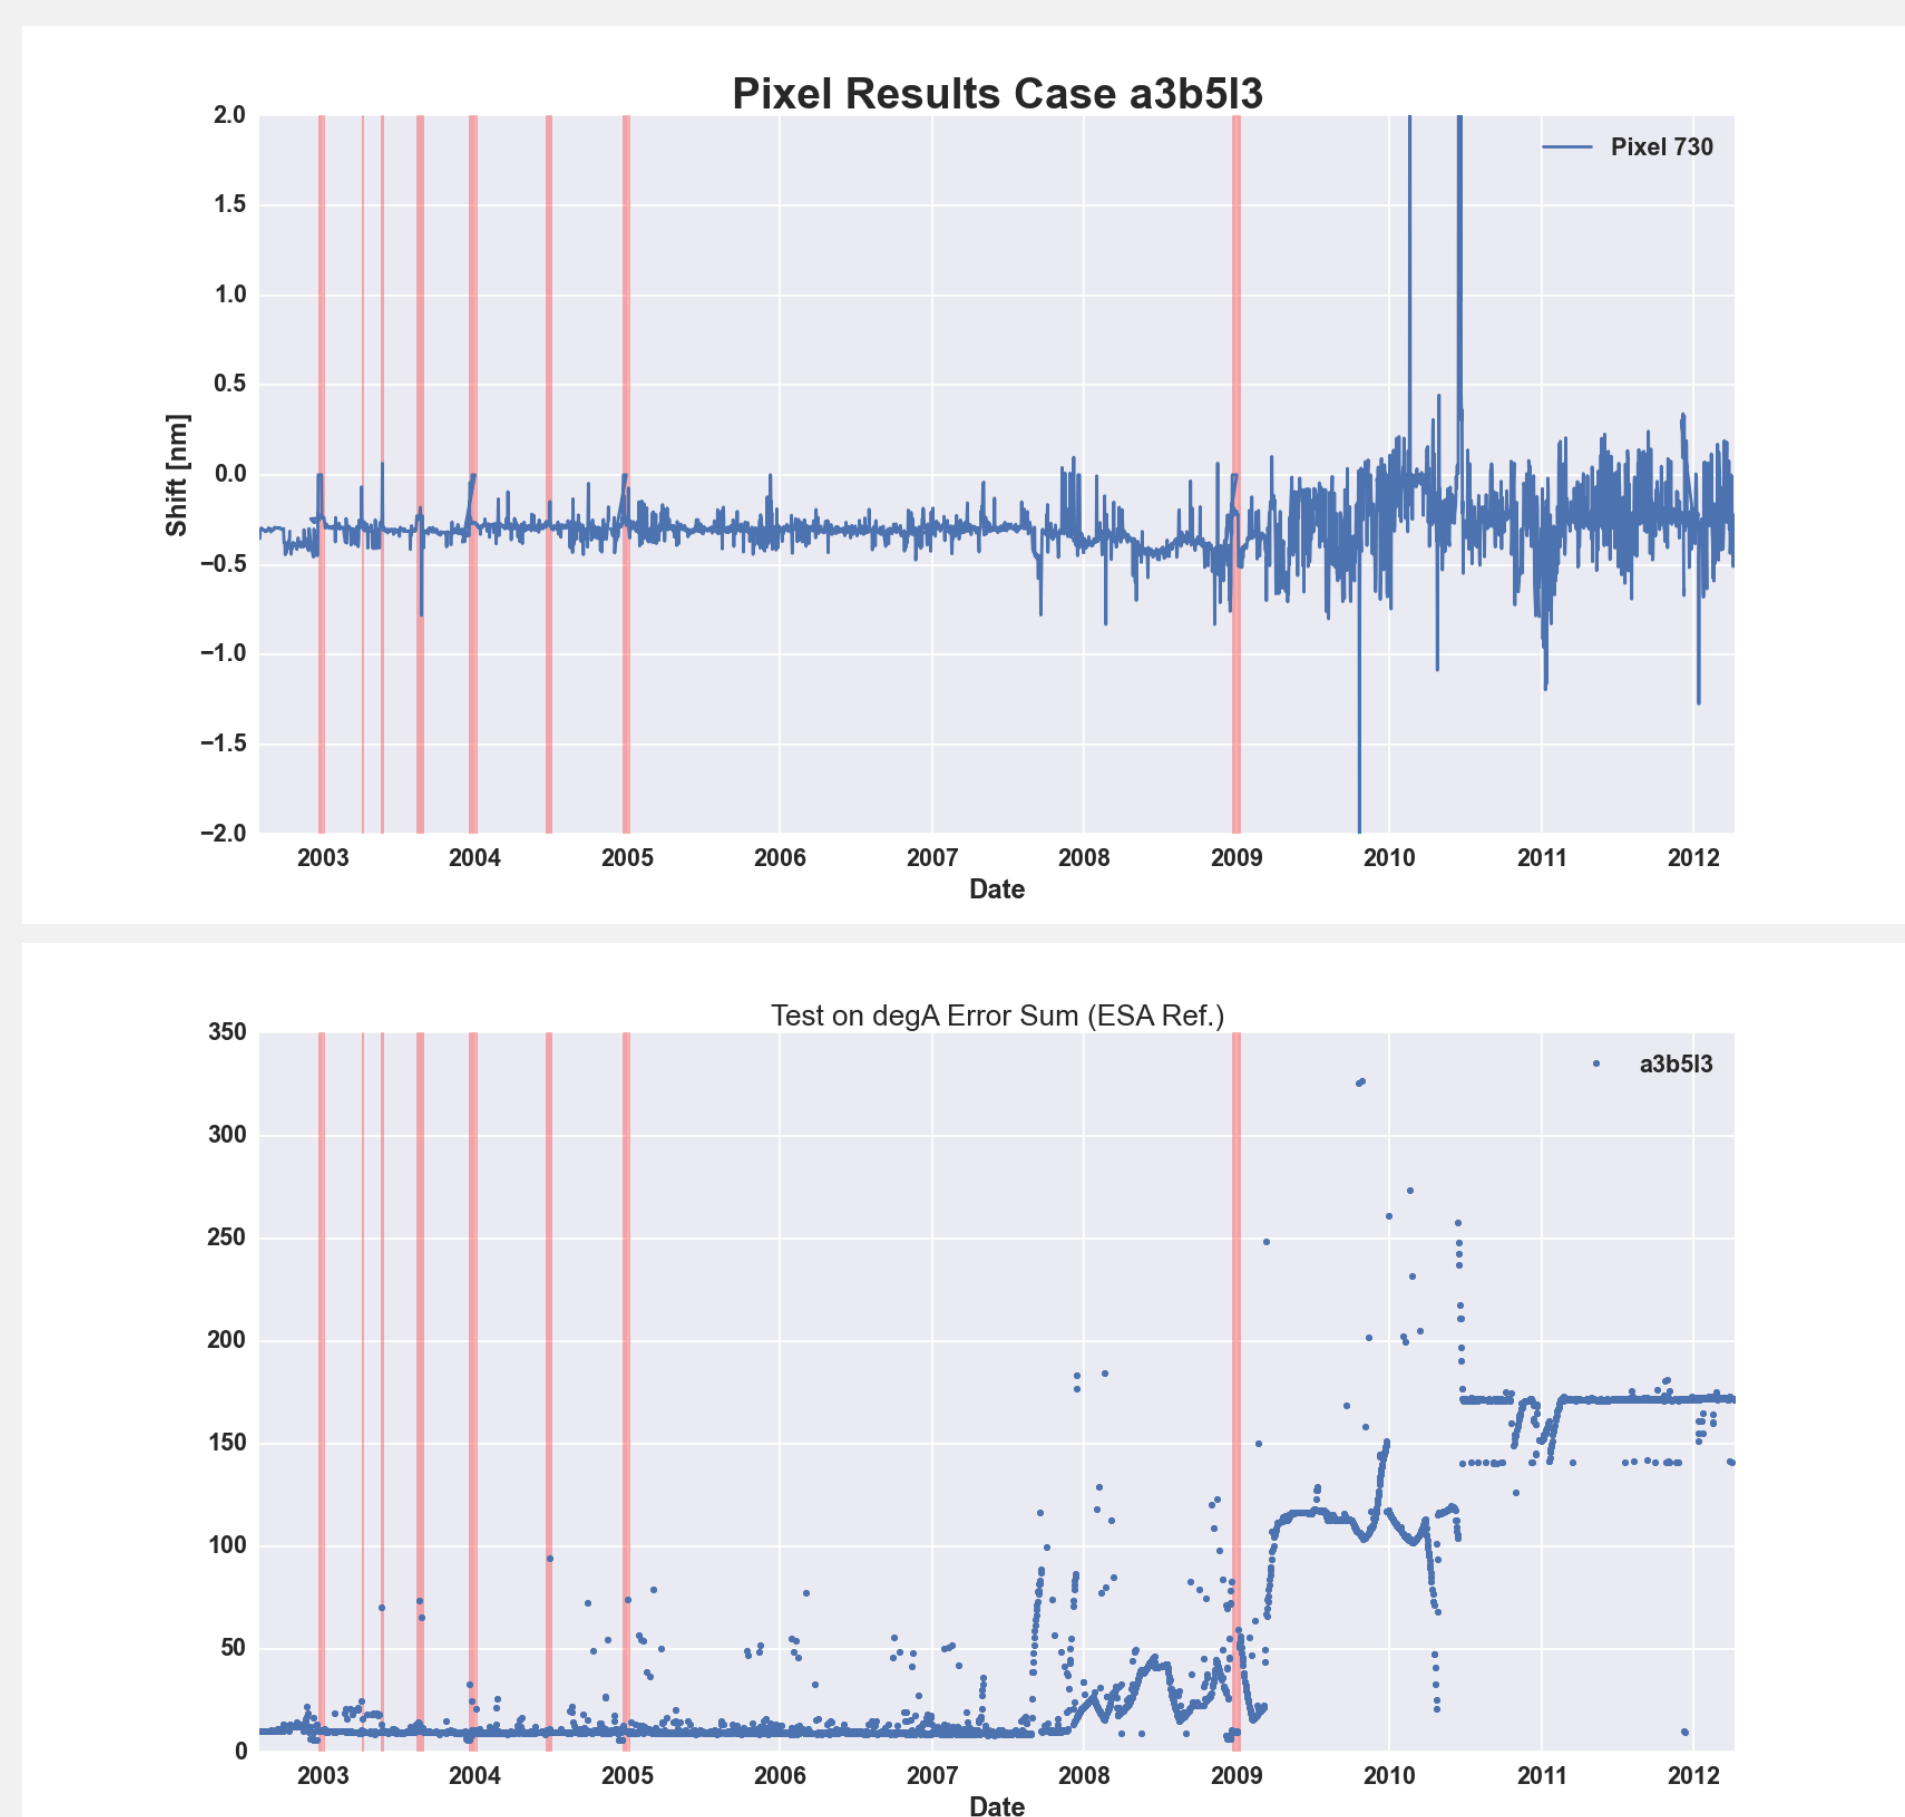 Pixel Results Case a3b5l3
2.0
1.5
1.0
0.5
0.0
−0.5
−1.0
−1.5
−2.0
Shift [nm]
Pixel 730
2003 2004 2005 2006 2007 2008 2009 2010 2011 2012
Date
Test on degA Error Sum (ESA Ref.)
350
300
250
200
150
100
50
0
a3b5l3
2003 2004 2005 2006 2007 2008 2009 2010 2011 2012
Date